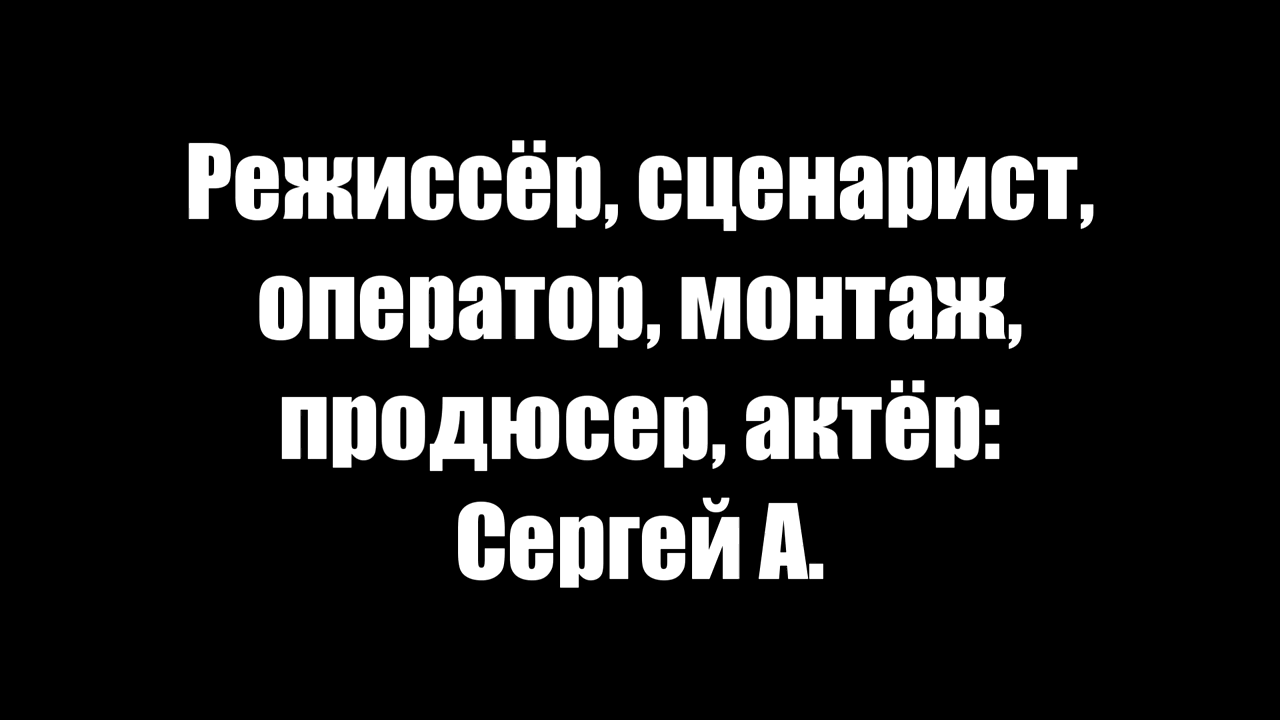 Режиссёр, сценарист,
оператор, монтаж,
продюсер, актёр:
Сергей А.